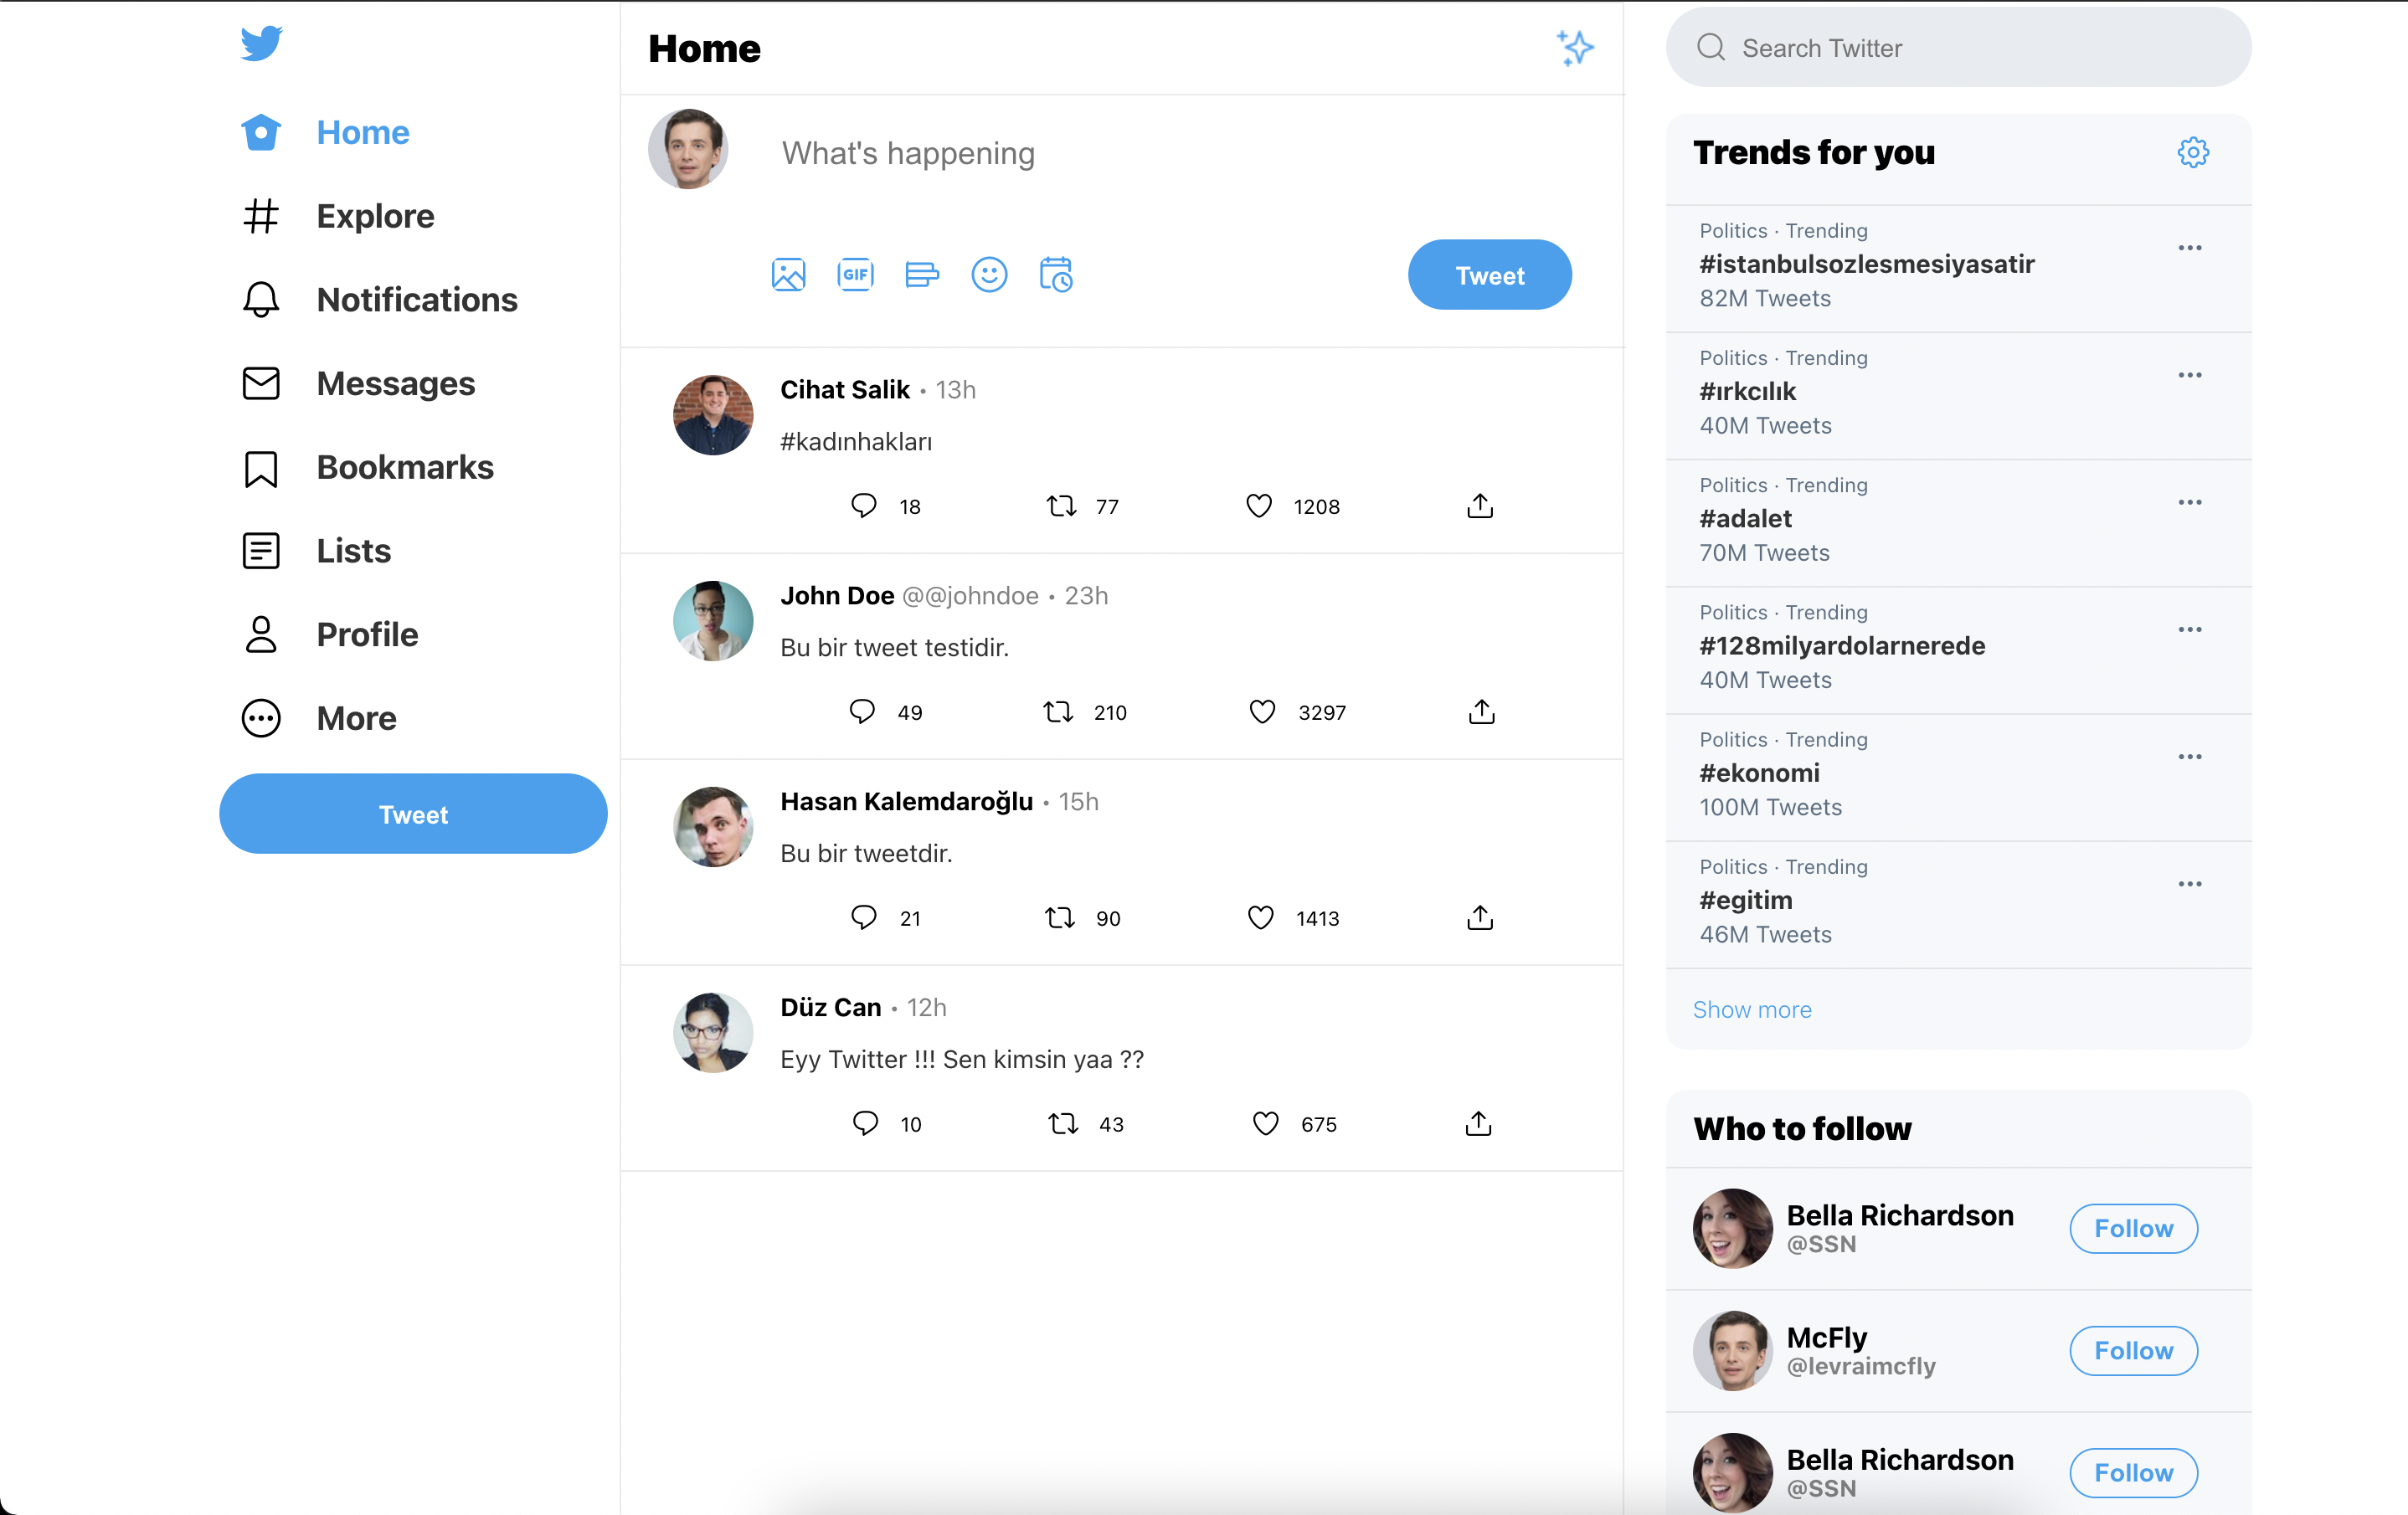 Home
Explore
Notifications
Messages
Bookmarks
Lists
Profile
More
Tweet
Home
What's happening
GIF
Tweet
Cihat Salik • 13h
#kadınhakları
18 77 1208
John Doe @@johndoe • 23h
Bu bir tweet testidir.
49 210 3297
Hasan Kalemdaroğlu • 15h
Bu bir tweetdir.
21 90 1413
Düz Can • 12h
Eyy Twitter !!! Sen kimsin yaa ??
10 43 675
Search Twitter
Trends for you
Politics · Trending
#istanbulsozlesmesiyasatir
82M Tweets
Politics · Trending
#ırkcılık
40M Tweets
Politics · Trending
#adalet
70M Tweets
Politics · Trending
#128milyardolarnerede
40M Tweets
Politics · Trending
#ekonomi
100M Tweets
Politics · Trending
#egitim
46M Tweets
Show more
Who to follow
Bella Richardson
@SSN
Follow
McFly
@levraimcfly
Follow
Bella Richardson
@SSN
Follow